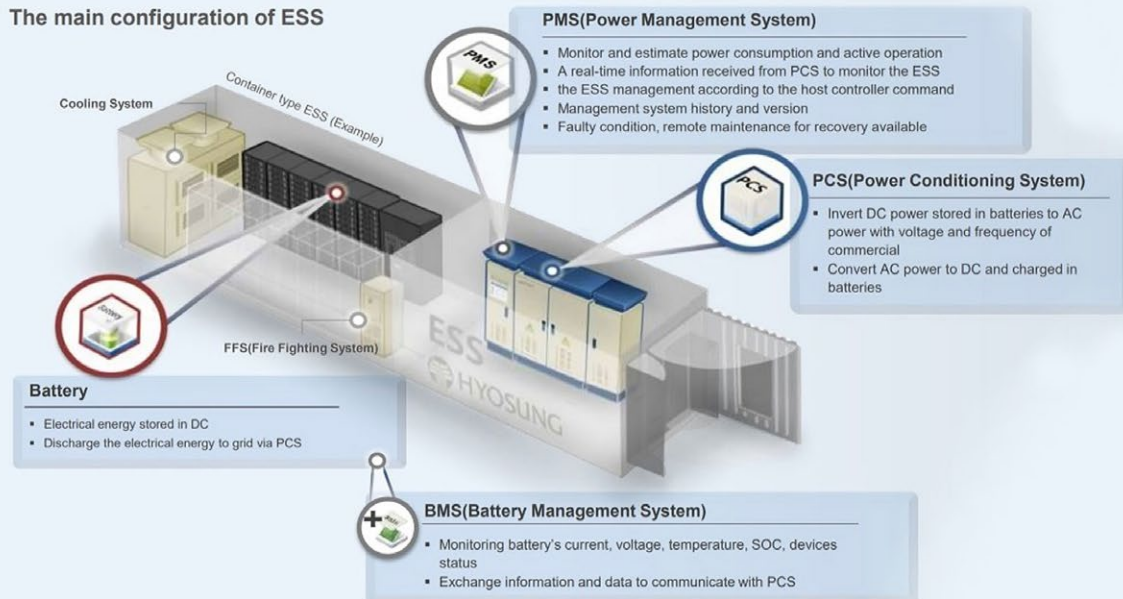 The main configuration of ESS
PMS(Power Management System)
▪ Monitor and estimate power consumption and active operation
▪ A real-time information received from PCS to monitor the ESS
▪ the ESS management according to the host controller command
▪ Management system history and version
▪ Faulty condition, remote maintenance for recovery available
PMS
Cooling System
Container type ESS (Example)
PCS
PCS(Power Conditioning System)
▪ Invert DC power stored in batteries to AC
power with voltage and frequency of
commercial
▪ Convert AC power to DC and charged in
batteries
Battery
FFS(Fire Fighting System)
ESS
HYOSUNG
Battery
▪ Electrical energy stored in DC
▪ Discharge the electrical energy to grid via PCS
+
BMS(Battery Management System)
▪ Monitoring battery's current, voltage, temperature, SOC, devices
status
▪ Exchange information and data to communicate with PCS